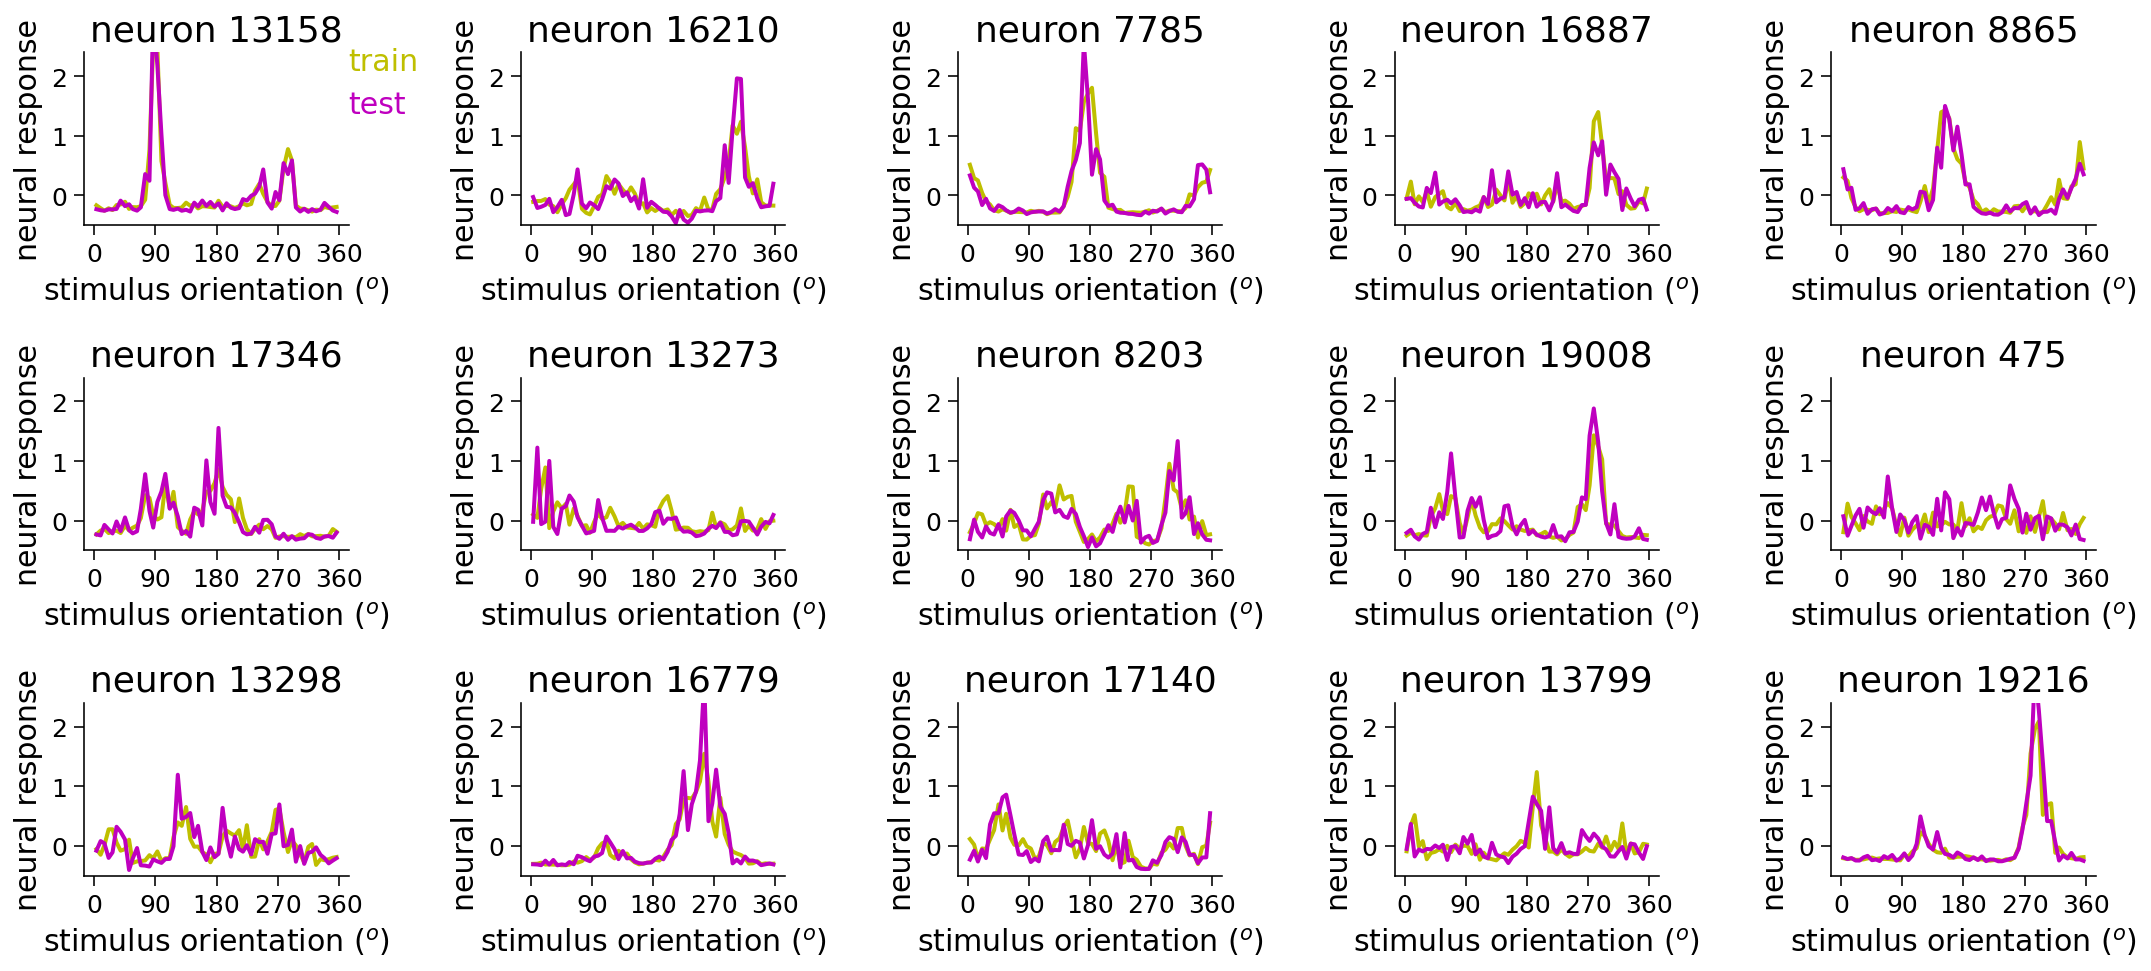 neuron 13158
neuron 16210
neuron 7785
neuron 16887
neuron 8865
train
test
neural response
2
1
0
0 90 180 270 360
stimulus orientation (o)
neural response
2
1
0
0 90 180 270 360
stimulus orientation (o)
neural response
2
1
0
0 90 180 270 360
stimulus orientation (o)
neural response
2
1
0
0 90 180 270 360
stimulus orientation (o)
neural response
2
1
0
0 90 180 270 360
stimulus orientation (o)
neuron 17346
neuron 13273
neuron 8203
neuron 19008
neuron 475
neural response
2
1
0
0 90 180 270 360
stimulus orientation (o)
neural response
2
1
0
0 90 180 270 360
stimulus orientation (o)
neural response
2
1
0
0 90 180 270 360
stimulus orientation (o)
neural response
2
1
0
0 90 180 270 360
stimulus orientation (o)
neural response
2
1
0
0 90 180 270 360
stimulus orientation (o)
neuron 13298
neuron 16779
neuron 17140
neuron 13799
neuron 19216
neural response
2
1
0
0 90 180 270 360
stimulus orientation (o)
neural response
2
1
0
0 90 180 270 360
stimulus orientation (o)
neural response
2
1
0
0 90 180 270 360
stimulus orientation (o)
neural response
2
1
0
0 90 180 270 360
stimulus orientation (o)
neural response
2
1
0
0 90 180 270 360
stimulus orientation (o)